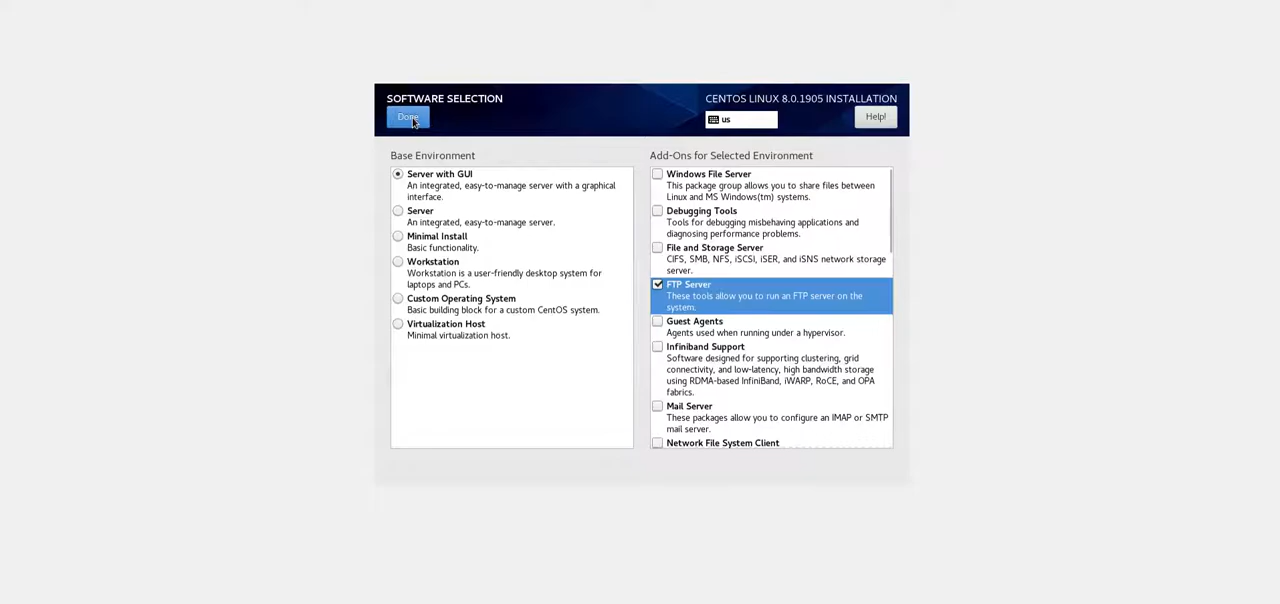 SOFTWARE SELECTION
Done
CENTOS LINUX 8.0.1905 INSTALLATION
us
Help!
Base Environment
Server with GUI
An integrated, easy-to-manage server with a graphical
interface.
Server
An integrated, easy-to-manage server.
Minimal Install
Basic functionality.
Workstation
Workstation is a user-friendly desktop system for
laptops and PCs.
Custom Operating System
Basic building block for a custom CentOS system.
Virtualization Host
Minimal virtualization host.
Add-Ons for Selected Environment
Windows File Server
This package group allows you to share files between
Linux and MS Windows(tm) systems.
Debugging Tools
Tools for debugging misbehaving applications and
diagnosing performance problems.
File and Storage Server
CIFS, SMB, NFS, iSCSI, iSER, and iSNS network storage
server.
FTP Server
These tools allow you to run an FTP server on the
system.
Guest Agents
Agents used when running under a hypervisor.
Infiniband Support
Software designed for supporting clustering, grid
connectivity, and low-latency, high bandwidth storage
using RDMA-based InfiniBand, iWARP, RoCE, and OPA
fabrics.
Mail Server
These packages allow you to configure an IMAP or SMTP
mail server.
Network File System Client